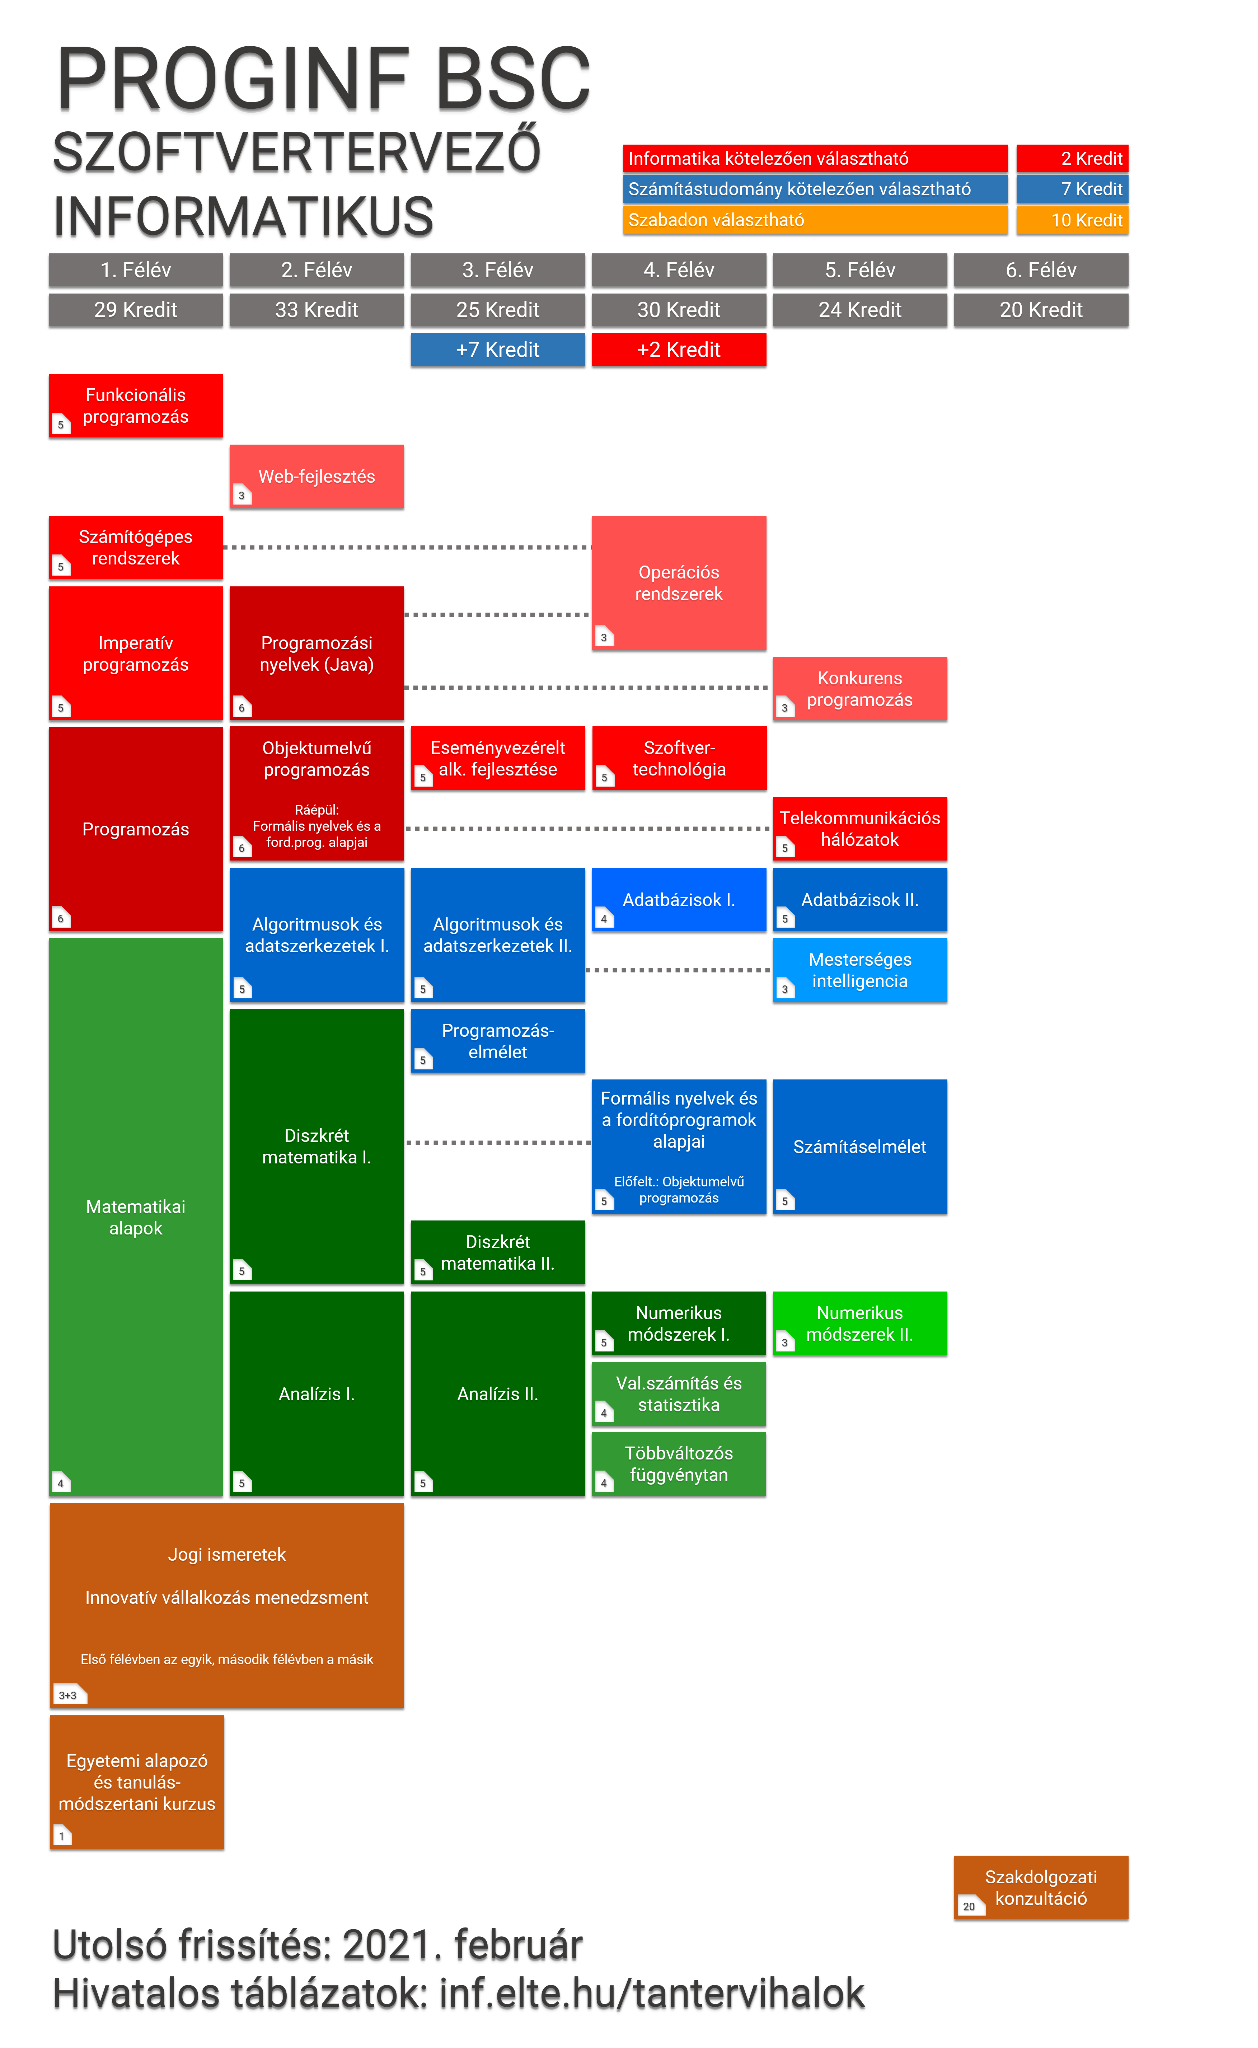 PROGINF BSC
SZOFTVERTERVEZŐ
INFORMATIKUS
Informatika kötelezően választható 2 Kredit
Számítástudomány kötelezően választható 7 Kredit
Szabadon választható 10 Kredit
1. Félév 2. Félév 3. Félév 4. Félév 5. Félév 6. Félév
29 Kredit 33 Kredit 25 Kredit 30 Kredit 24 Kredit 20 Kredit
+7 Kredit +2 Kredit
Funkcionális
programozás
5
Web-fejlesztés
3
Számítógépes
rendszerek
5
Operációs
rendszerek
3
Imperatív
programozás
5
Programozási
nyelvek (Java)
6
Konkurens
programozás
3
Programozás
6
Objektumelvű
programozás
Ráépül:
Formális nyelvek és a
ford.prog. alapjai
6
Eseményvezérelt
alk. fejlesztése
5
Szoftver-
technológia
5
Telekommunikációs
hálózatok
5
Algoritmusok és
adatszerkezetek I.
5
Algoritmusok és
adatszerkezetek II.
5
Adatbázisok I.
4
Adatbázisok II.
5
Mesterséges
intelligencia
3
Matematikai
alapok
4
Diszkrét
matematika I.
5
Programozás-
elmélet
5
Formális nyelvek és
a fordítóprogramok
alapjai
Előfelt.: Objektumelvű
programozás
5
Számításelmélet
5
Diszkrét
matematika II.
5
Analízis I.
5
Analízis II.
5
Numerikus
módszerek I.
5
Numerikus
módszerek II.
3
Val.számítás és
statisztika
4
Többváltozós
függvénytan
4
Jogi ismeretek
Innovatív vállalkozás menedzsment
Első félévben az egyik, második félévben a másik
3+3
Egyetemi alapozó
és tanulás-
módszertani kurzus
1
Szakdolgozati
konzultáció
20
Utolsó frissítés: 2021. február
Hivatalos táblázatok: inf.elte.hu/tantervihalok